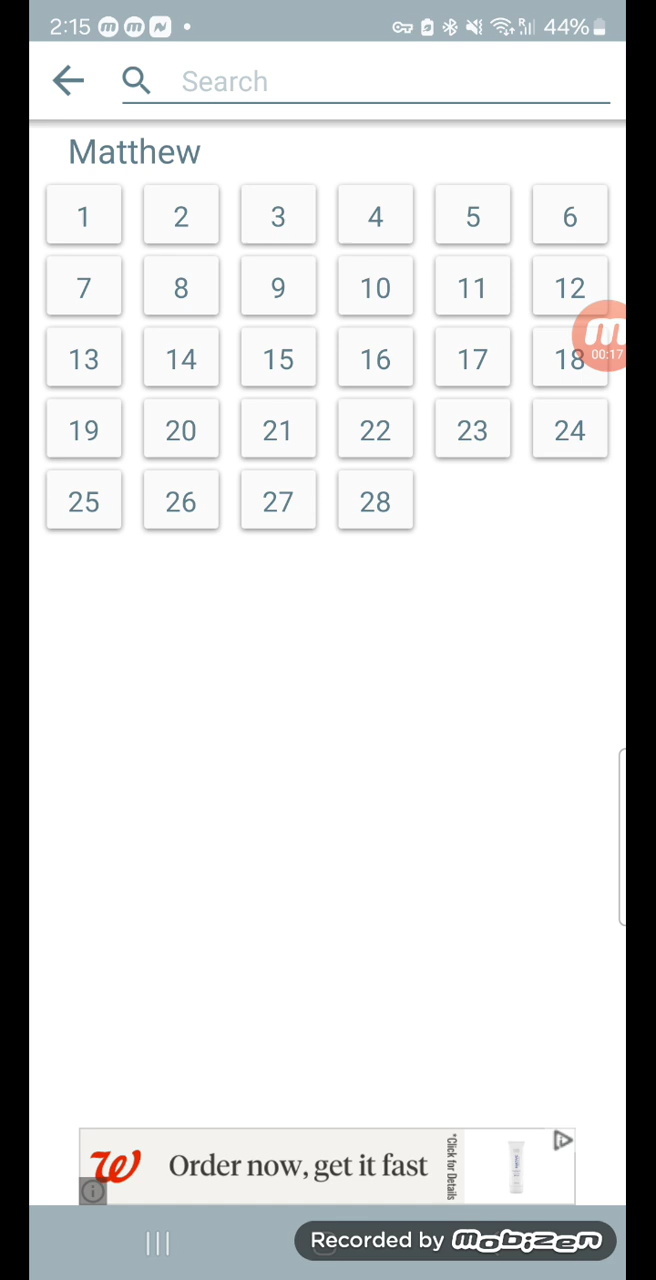 2:15 44%
Search
Matthew
1 2 3 4 5 6
7 8 9 10 11 12
13 14 15 16 17 18
00:17
19 20 21 22 23 24
25 26 27 28
Order now, get it fast
*Click for Details
Recorded by mobizen